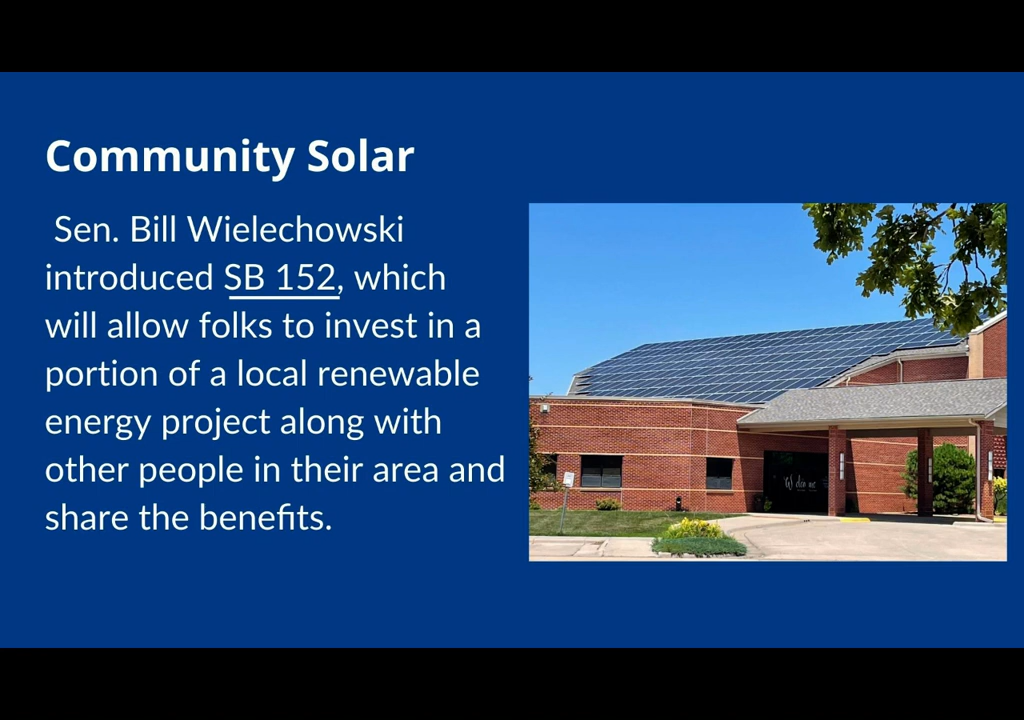 Community Solar
Sen. Bill Wielechowski
introduced SB 152, which
will allow folks to invest in a
portion of a local renewable
energy project along with
other people in their area and
share the benefits.